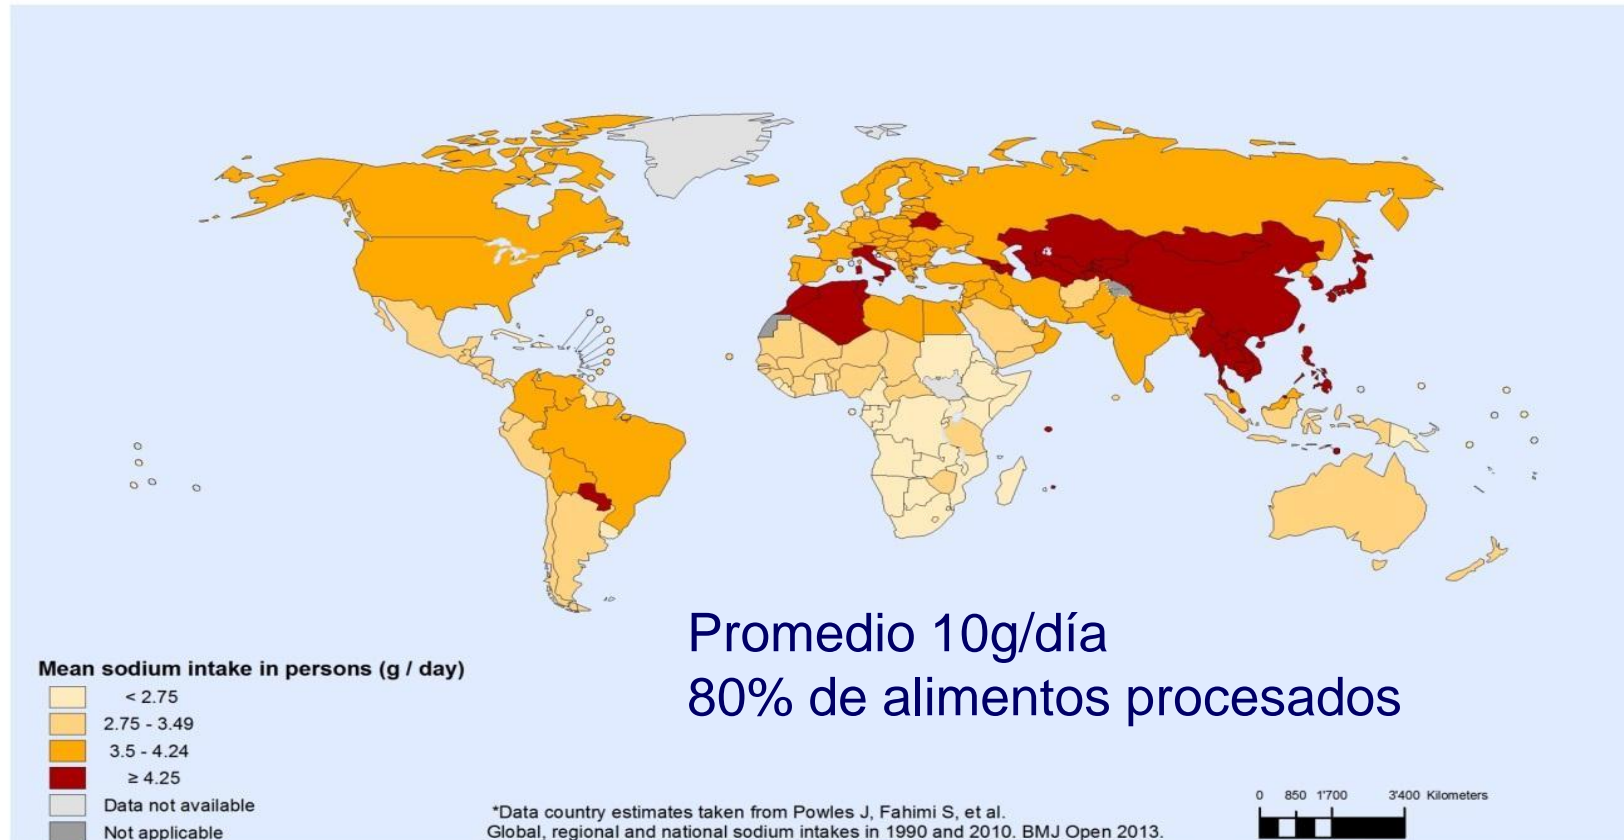 Promedio 10g/día
80% de alimentos procesados
Mean sodium intake in persons (g / day)
< 2.75
2.75 - 3.49
3.5 - 4.24
≥ 4.25
Data not available
Not applicable
*Data country estimates taken from Powles J, Fahimi S, et al.
Global, regional and national sodium intakes in 1990 and 2010. BMJ Open 2013.
0 850 1'700 3'400 Kilometers